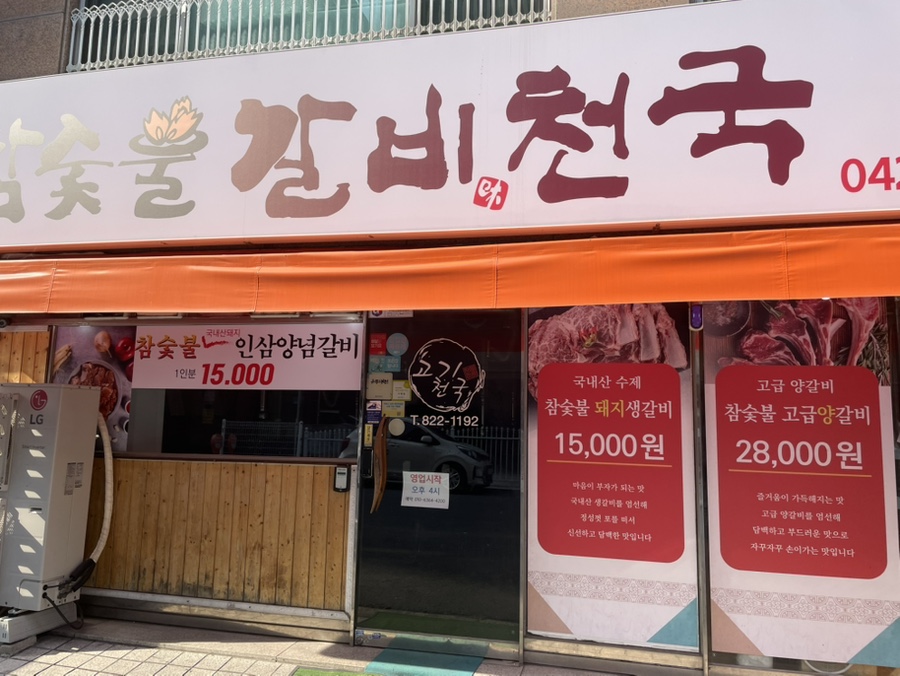 참숯불 갈비천국
味
042
국내산돼지
참숯불 인삼양념갈비
1인분 15.000
LG
고기
천국
T. 822-1192
영업시작
오후 4시
국내산 수제
참숯불 돼지생갈비
15,000원
마음이 부자가 되는 맛
국내산 생갈비를 엄선해
정성껏 포를 떠서
신선하고 담백한 맛입니다
고급 양갈비
참숯불 고급양갈비
28,000원
즐거움이 가득해지는 맛
고급 양갈비를 엄선해
담백하고 부드러운 맛으로
자꾸자꾸 손이가는 맛입니다